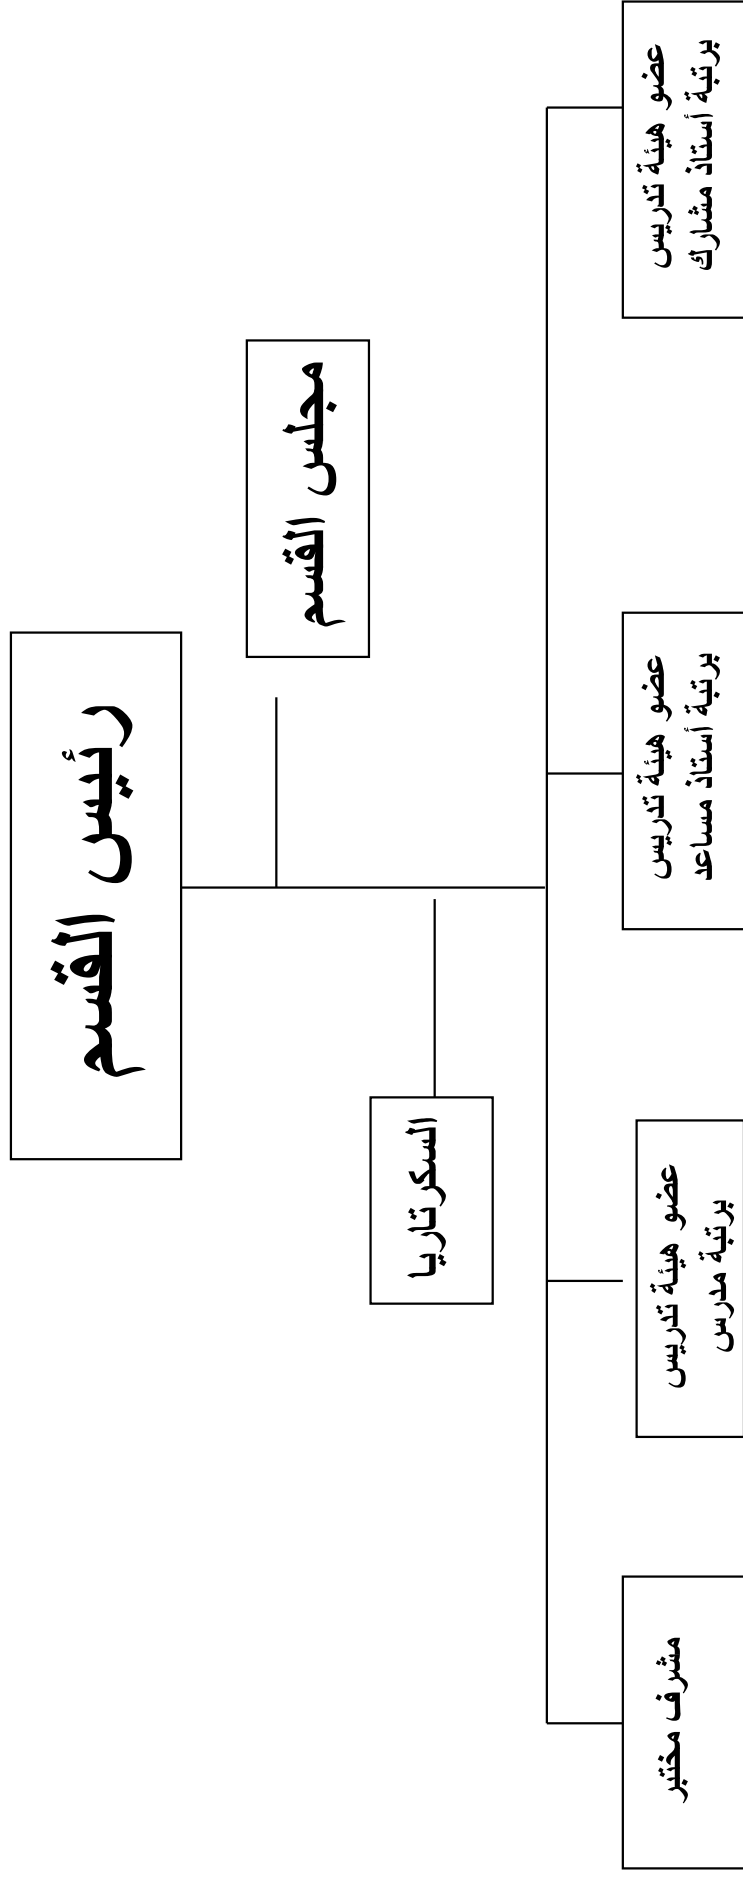 رئيس القسم
مجلس القسم
السكرتاريا
عضو هيئة تدريس
برتبة أستاذ مشارك
عضو هيئة تدريس
برتبة أستاذ مساعد
عضو هيئة تدريس
برتبة مدرس
مشرف مختبر